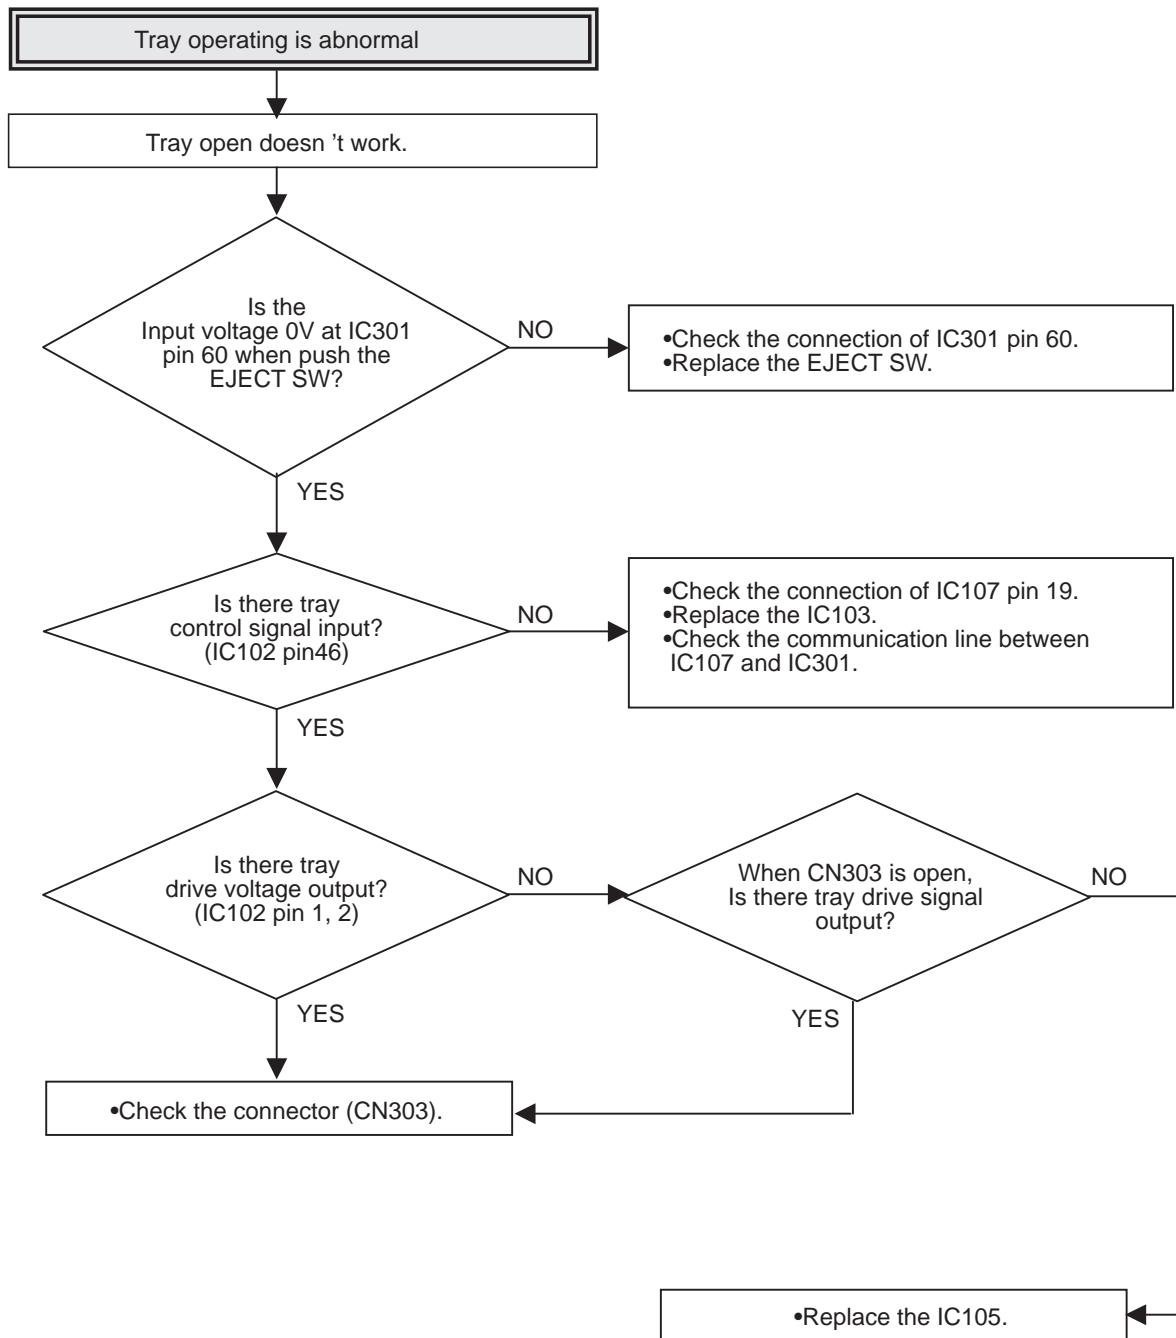 Tray operating is abnormal
Tray open doesn 't work.
Is the
Input voltage 0V at IC301
pin 60 when push the
EJECT SW?
NO
•Check the connection of IC301 pin 60.
•Replace the EJECT SW.
YES
Is there tray
control signal input?
(IC102 pin46)
NO
•Check the connection of IC107 pin 19.
•Replace the IC103.
•Check the communication line between
IC107 and IC301.
YES
Is there tray
drive voltage output?
(IC102 pin 1, 2)
NO
When CN303 is open,
Is there tray drive signal
output?
NO
YES
YES
•Check the connector (CN303).
•Replace the IC105.